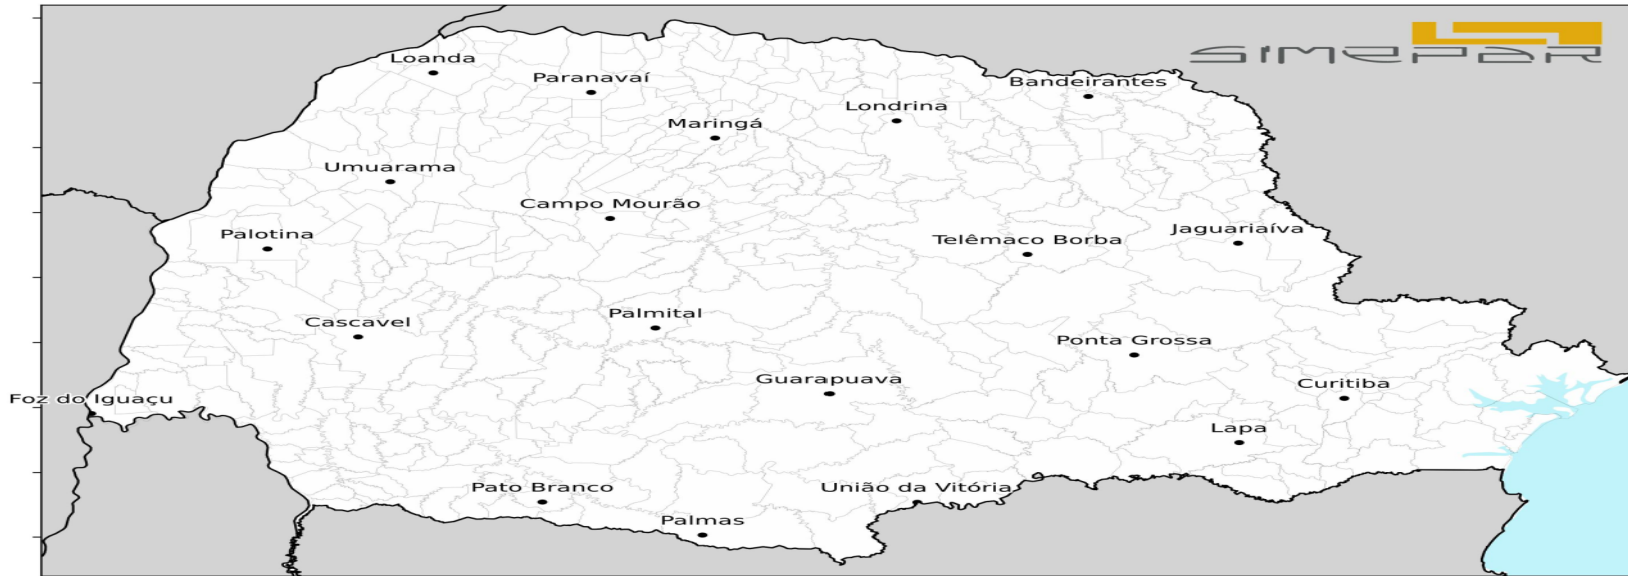 SIMEPAR
Loanda
Paranavaí
Bandeirantes
Londrina
Maringá
Umuarama
Campo Mourão
Palotina
Jaguariaíva
Telêmaco Borba
Palmital
Cascavel
Ponta Grossa
Guarapuava
Curitiba
Foz do Iguaçu
Lapa
Pato Branco
União da Vitória
Palmas